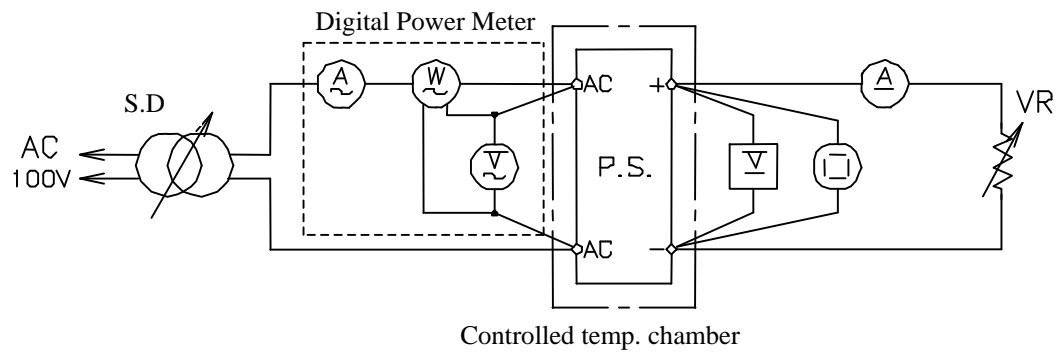 Digital Power Meter
S.D
AC
100V
A
W
V
AC
AC
P.S.
+
−
V
A
VR
Controlled temp. chamber